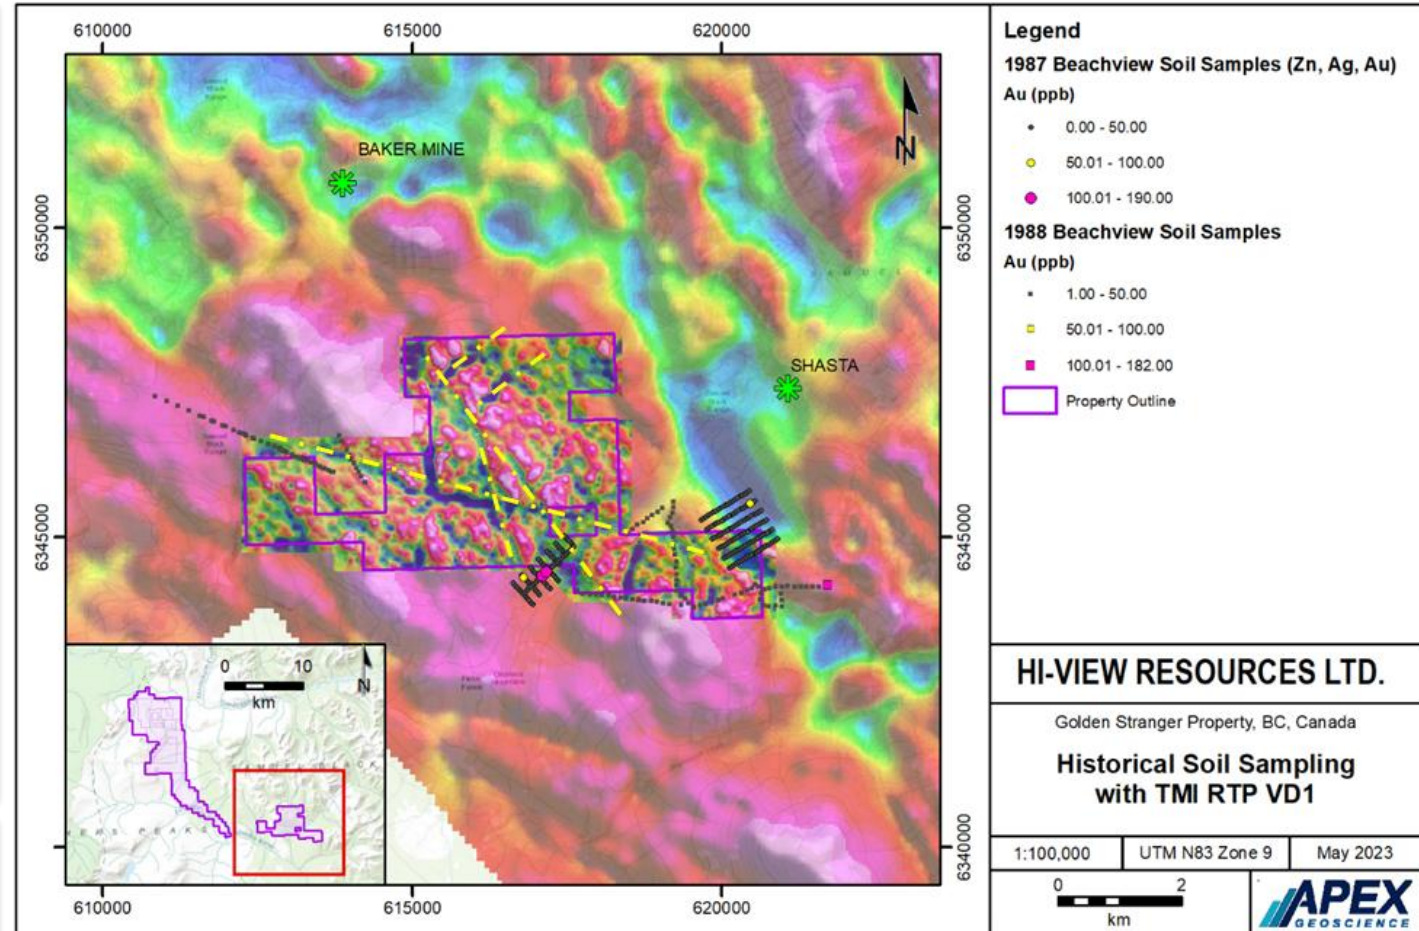 610000 615000 620000
BAKER MINE
N
6350000
6350000
SHASTA
6345000
6345000
0 10
km
N
6340000
610000 615000 620000
Legend
1987 Beachview Soil Samples (Zn, Ag, Au)
Au (ppb)
0.00 - 50.00
50.01 - 100.00
100.01 - 190.00
1988 Beachview Soil Samples
Au (ppb)
1.00 - 50.00
50.01 - 100.00
100.01 - 182.00
Property Outline
HI-VIEW RESOURCES LTD.
Golden Stranger Property, BC, Canada
Historical Soil Sampling
with TMI RTP VD1
1:100,000 UTM N83 Zone 9 May 2023
0 2
km
APEX
GEOSCIENCE